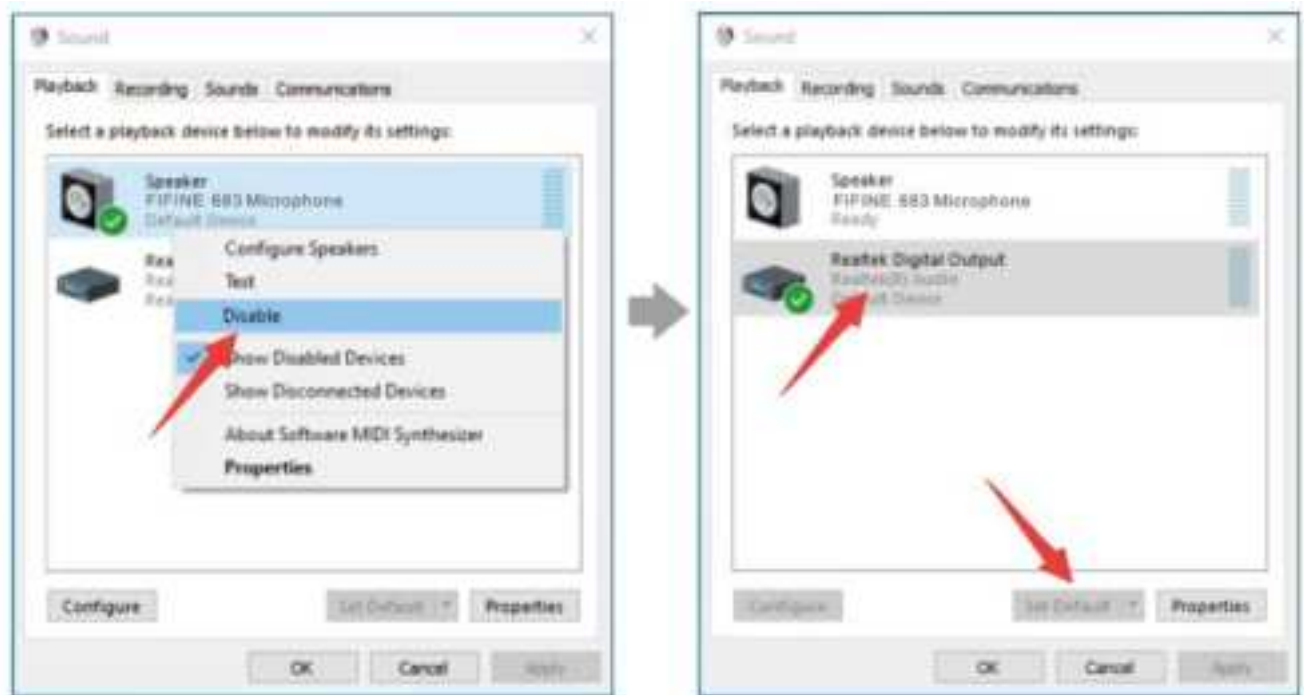 Sound
Playback Recording Sounds Communications
Select a playback device below to modify its settings:
Speaker
FIFINE 683 Microphone
Default Device
Rea
Rea
Rea
Configure Speakers
Test
Disable
Show Disabled Devices
Show Disconnected Devices
About Software MIDI Synthesizer
Properties
Configure
Set Default
Properties
OK
Cancel
Apply
Sound
Playback Recording Sounds Communications
Select a playback device below to modify its settings:
Speaker
FIFINE 683 Microphone
Ready
Realtek Digital Output
Realtek(R) Audio
Default Device
Configure
Set Default
Properties
OK
Cancel
Apply